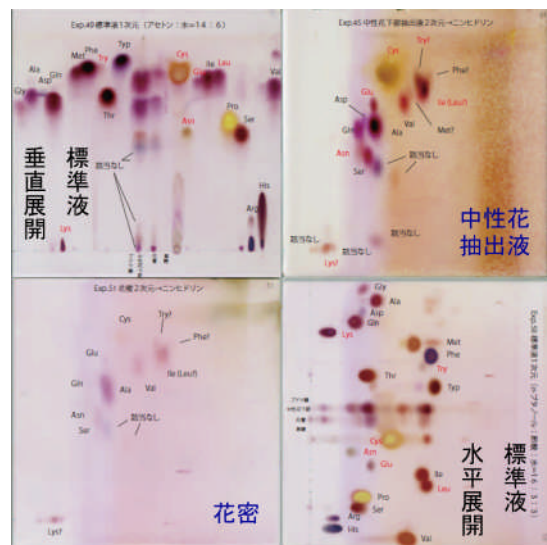 Exp.49 標準液1次元 (アセトン:水=14:6)
Gly
Ala
Asp
Gln
Met
Phe
Try
Typ
Thr
Cys
Ile
Leu
Val
Asn
Pro
Ser
His
Arg
Lys
割当なし
垂直展開
標準液
Exp.45 中性花下部抽出液2次元→ニンヒドリン
Cys
Try?
Phe?
Glu
Asp
Gln
Ala
Val
Met?
Ile (Leu?)
Asn
Ser
割当なし
割当なし
割当なし
Lys?
中性花
抽出液
Exp.51 花蜜2次元→ニンヒドリン
Cys
Try?
Phe?
Glu
Gln
Ala
Val
Ile (Leu?)
Asn
Ser
割当なし
Lys?
花密
Gly
Ala
Asp
Gln
Lys
Met
Phe
Try
Thr
Typ
Cys
Asn
Glu
Ile
Leu
Pro
Ser
Arg
His
Val
水平展開
標準液